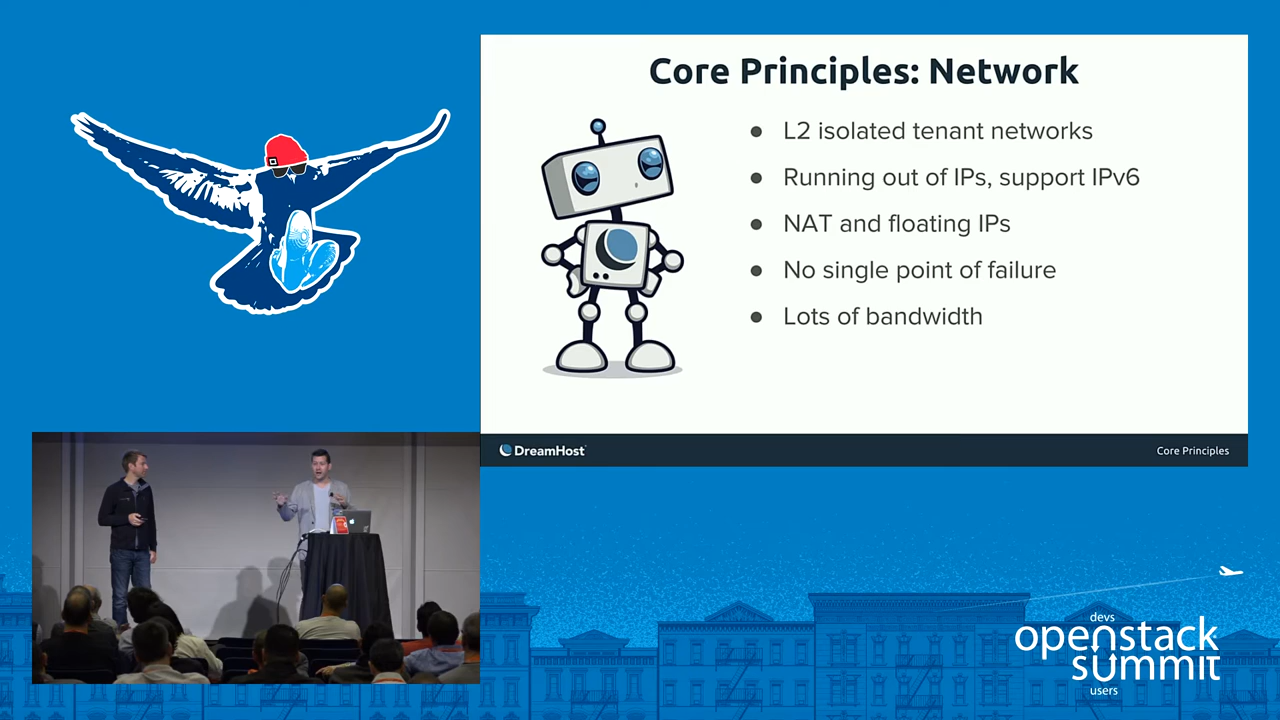 Core Principles: Network
● L2 isolated tenant networks
● Running out of IPs, support IPv6
● NAT and floating IPs
● No single point of failure
● Lots of bandwidth
DreamHost
Core Principles
devs
openstack
summit
users